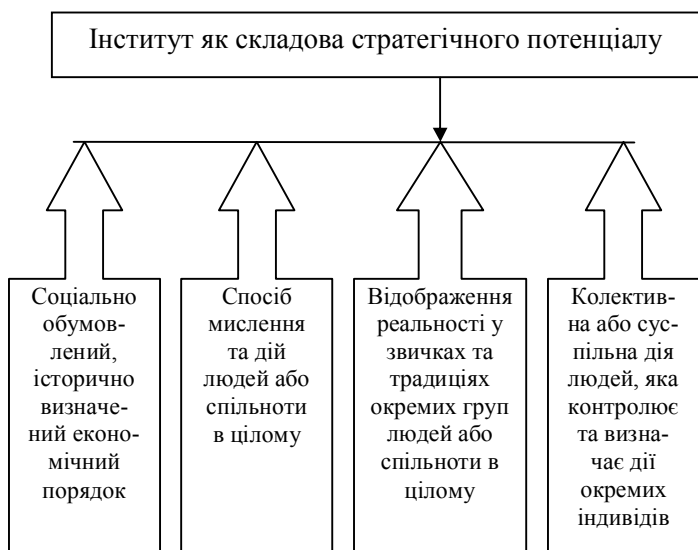 Інститут як складова стратегічного потенціалу
Соціально
обумов-
лений,
історично
визначе-
ний еконо-
мічний
порядок
Спосіб
мислення
та дій
людей або
спільноти
в цілому
Відображення
реальності у
звичках та
традиціях
окремих груп
людей або
спільноти в
цілому
Колектив-
на або сус-
пільна дія
людей, яка
контролює
та визна-
чає дії
окремих
індивідів